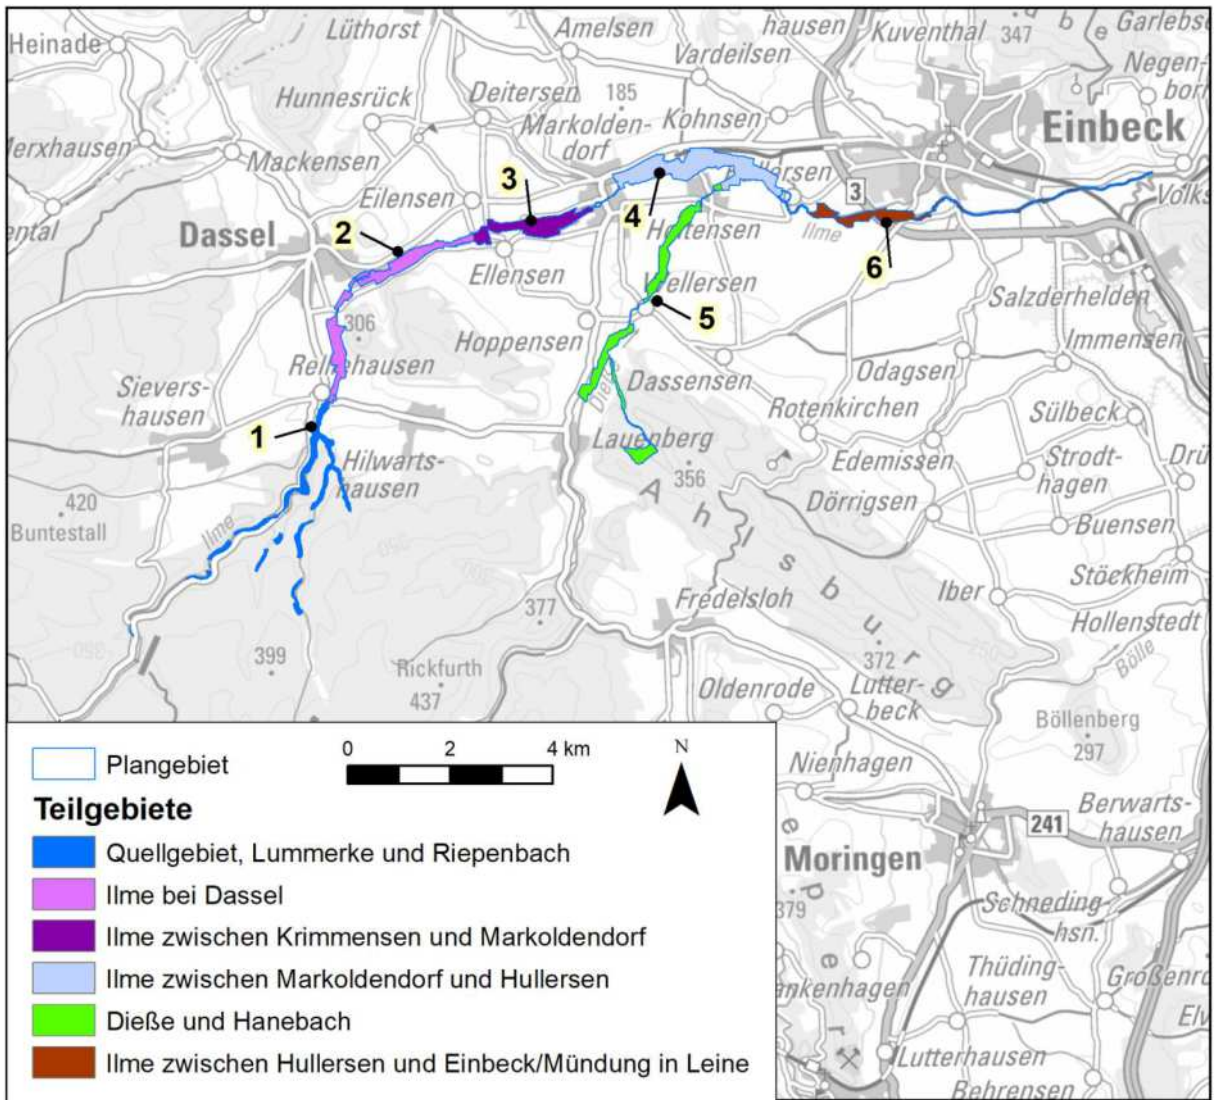 Heinade
Lüthorst
Amelsen
hausen
Kuventhal
347
Vardeilsen
Negen-
born
Hunnesrück
Deitersen
185
Markolden-
dorf
Kohnsen
Einbeck
Mackensen
Eilensen
3
3
4
2
Dassel
Ilme
6
Ellensen
5
Salzderhelden
306
Hoppensen
Immensen
Sievers-
hausen
Dassensen
Odagsen
Rotenkirchen
Sülbeck
1
Lauenberg
356
Edemissen
Strodt-
hagen
Hilwarts-
hausen
Dörrigsen
Buensen
420
Buntestall
Ilme
Ahlsburg
Stöckheim
Iber
Hollenstedt
377
Fredelsloh
372
Bölle
399
Rickfurth
437
Oldenrode
Lutter-
beck
Böllenberg
297
Nienhagen
Berwarts-
hausen
241
Moringen
379
Schneding-
hsn.
Thüding-
hausen
Lutterhausen
Behrensen
0 2 4 km
N
Plangebiet
Teilgebiete
Quellgebiet, Lummerke und Riepenbach
Ilme bei Dassel
Ilme zwischen Krimmensen und Markoldendorf
Ilme zwischen Markoldendorf und Hullersen
Dieße und Hanebach
Ilme zwischen Hullersen und Einbeck/Mündung in Leine